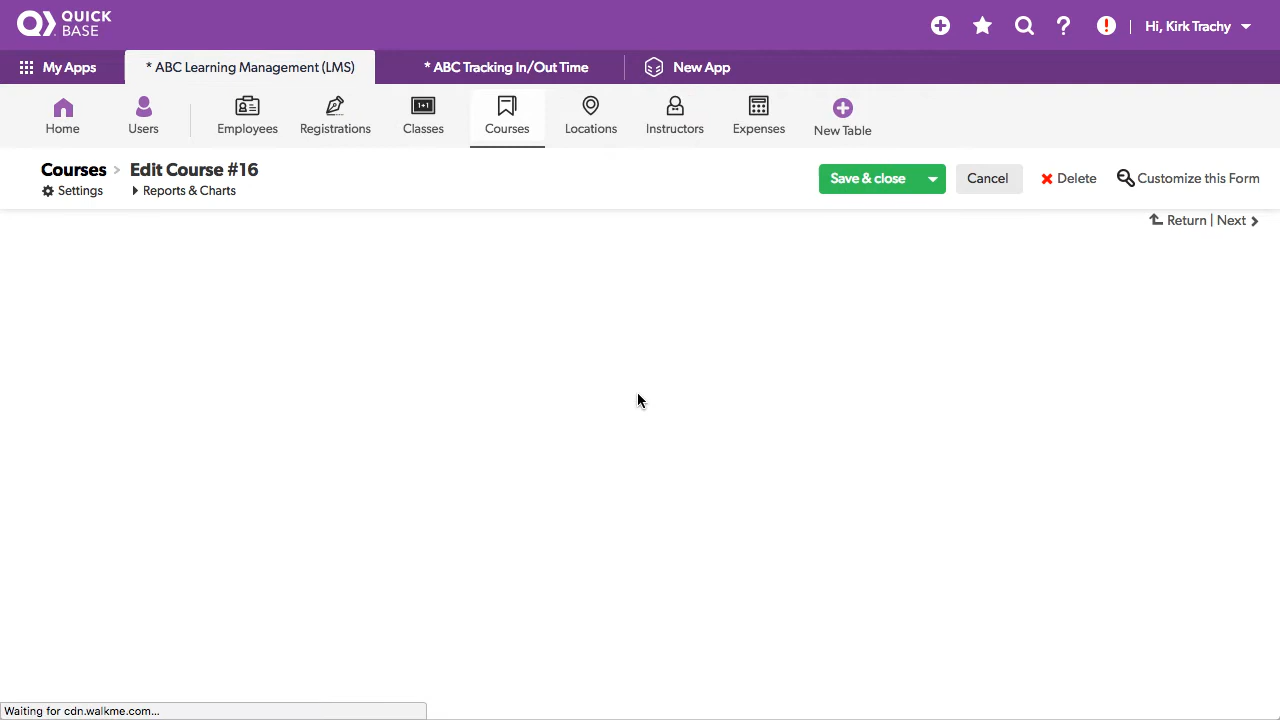 QUICK
BASE
Hi, Kirk Trachy
My Apps
* ABC Learning Management (LMS)
* ABC Tracking In/Out Time
New App
Home
Users
Employees
Registrations
1+1
Classes
Courses
Locations
Instructors
Expenses
New Table
Courses > Edit Course #16
Settings
Reports & Charts
Save & close
Cancel
Delete
Customize this Form
Return | Next
Waiting for cdn.walkme.com...